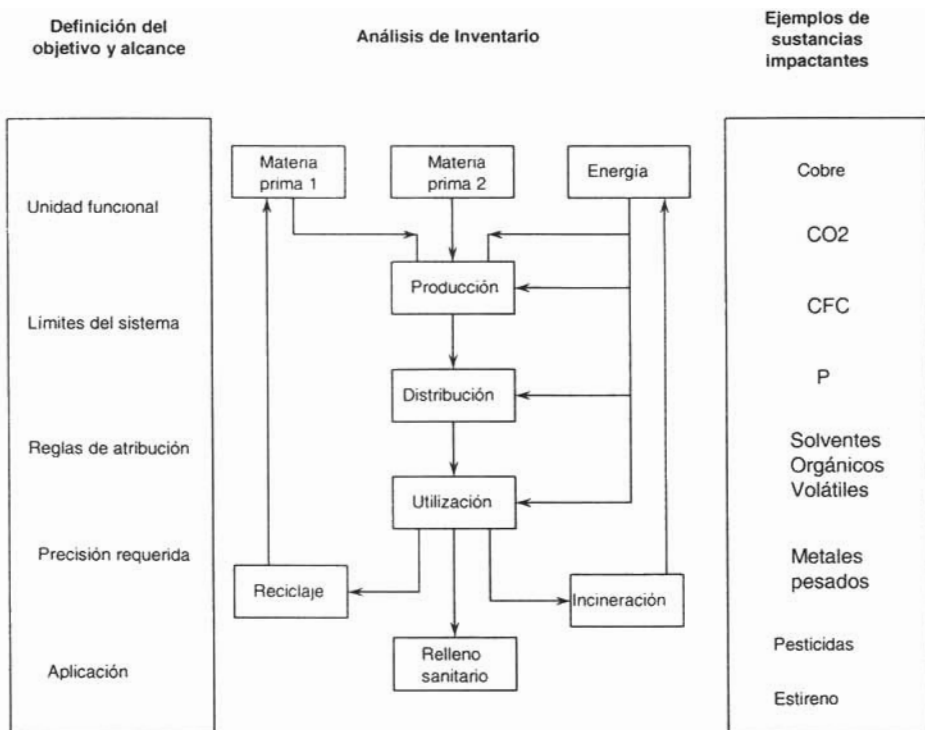 Definición del
objetivo y alcance
Análisis de Inventario
Ejemplos de
sustancias
impactantes
Unidad funcional
Límites del sistema
Reglas de atribución
Precisión requerida
Aplicación
Materia
prima 1
Materia
prima 2
Energía
Producción
Distribución
Utilización
Reciclaje
Incineración
Relleno
sanitario
Cobre
CO2
CFC
P
Solventes
Orgánicos
Volátiles
Metales
pesados
Pesticidas
Estireno